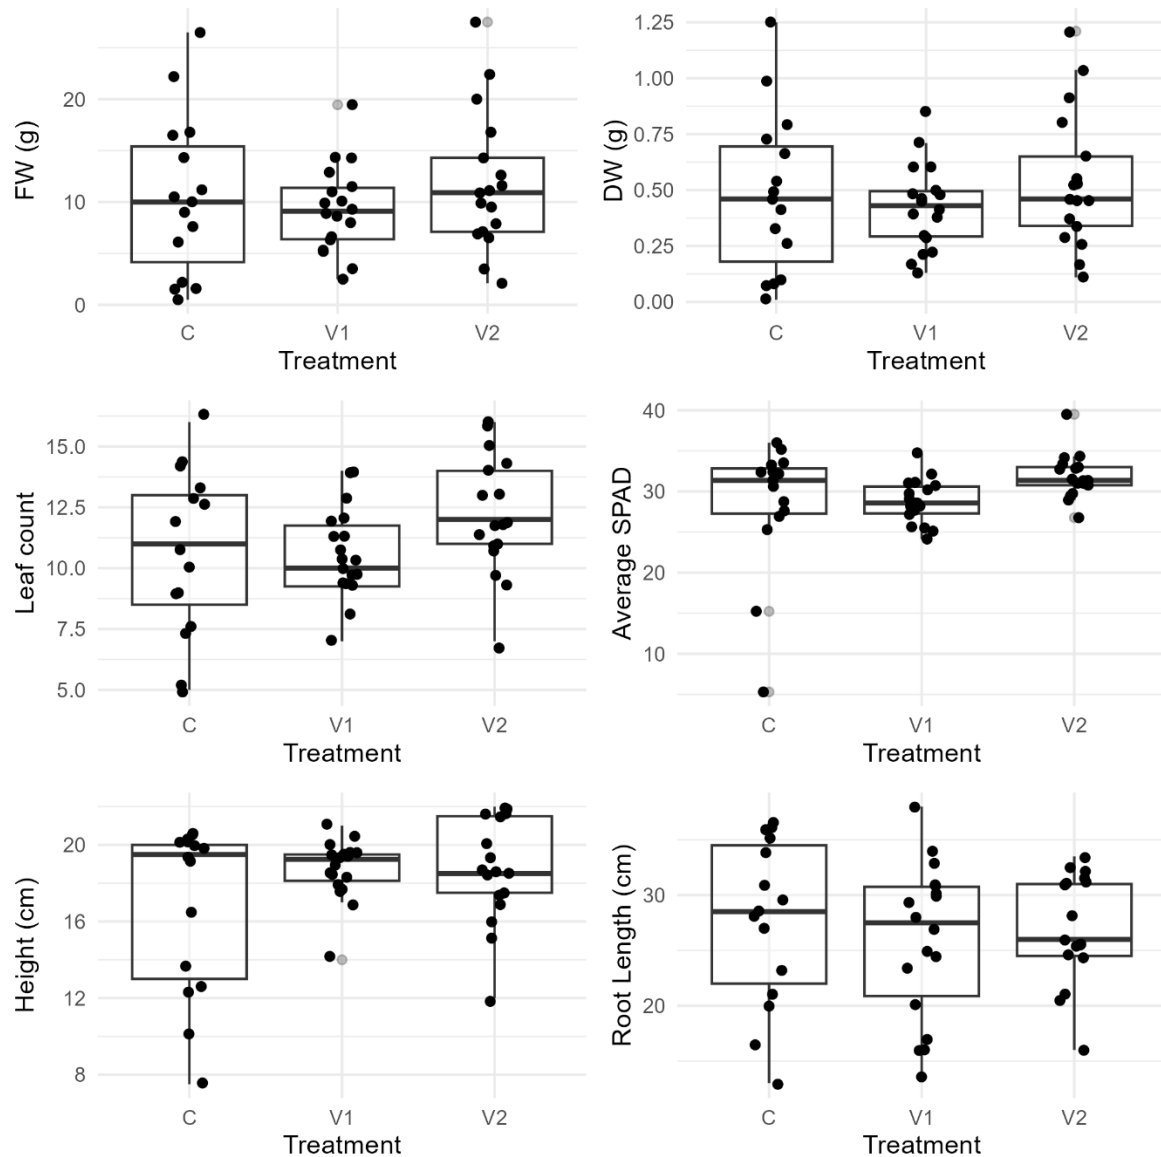 FW (g)
20
10
0
C V1 V2
Treatment
DW (g)
1.25
1.00
0.75
0.50
0.25
0.00
C V1 V2
Treatment
Leaf count
15.0
12.5
10.0
7.5
5.0
C V1 V2
Treatment
Average SPAD
40
30
20
10
C V1 V2
Treatment
Height (cm)
20
16
12
8
C V1 V2
Treatment
Root Length (cm)
30
20
C V1 V2
Treatment